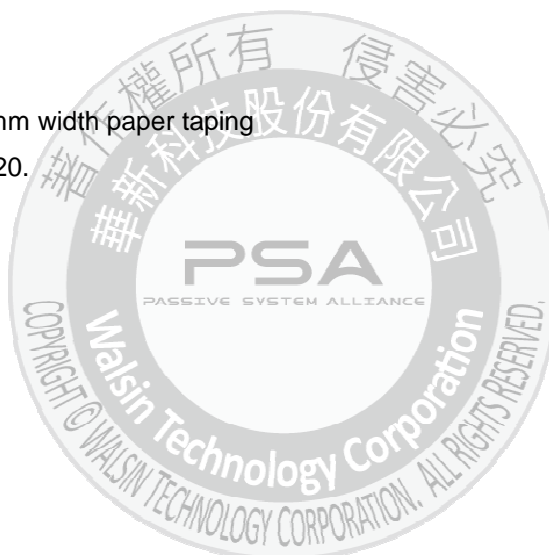 著作權所有 侵害必究
mm width paper taping
華新科技股份有限公司
20.
PSA
PASSIVE SYSTEM ALLIANCE
Walsin Technology Corporation
COPYRIGHT © WALSIN TECHNOLOGY CORPORATION. ALL RIGHTS RESERVED.